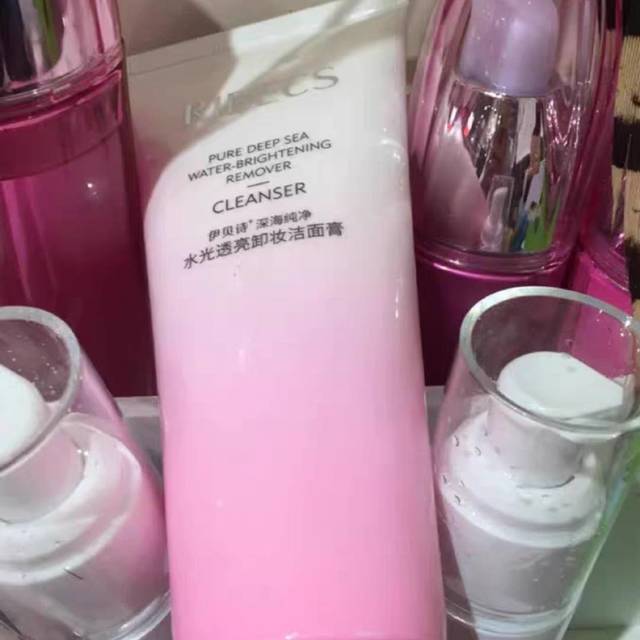 PURE DEEP SEA
WATER-BRIGHTENING
REMOVER
CLEANSER
伊贝诗® 深海纯净
水光透亮卸妆洁面膏